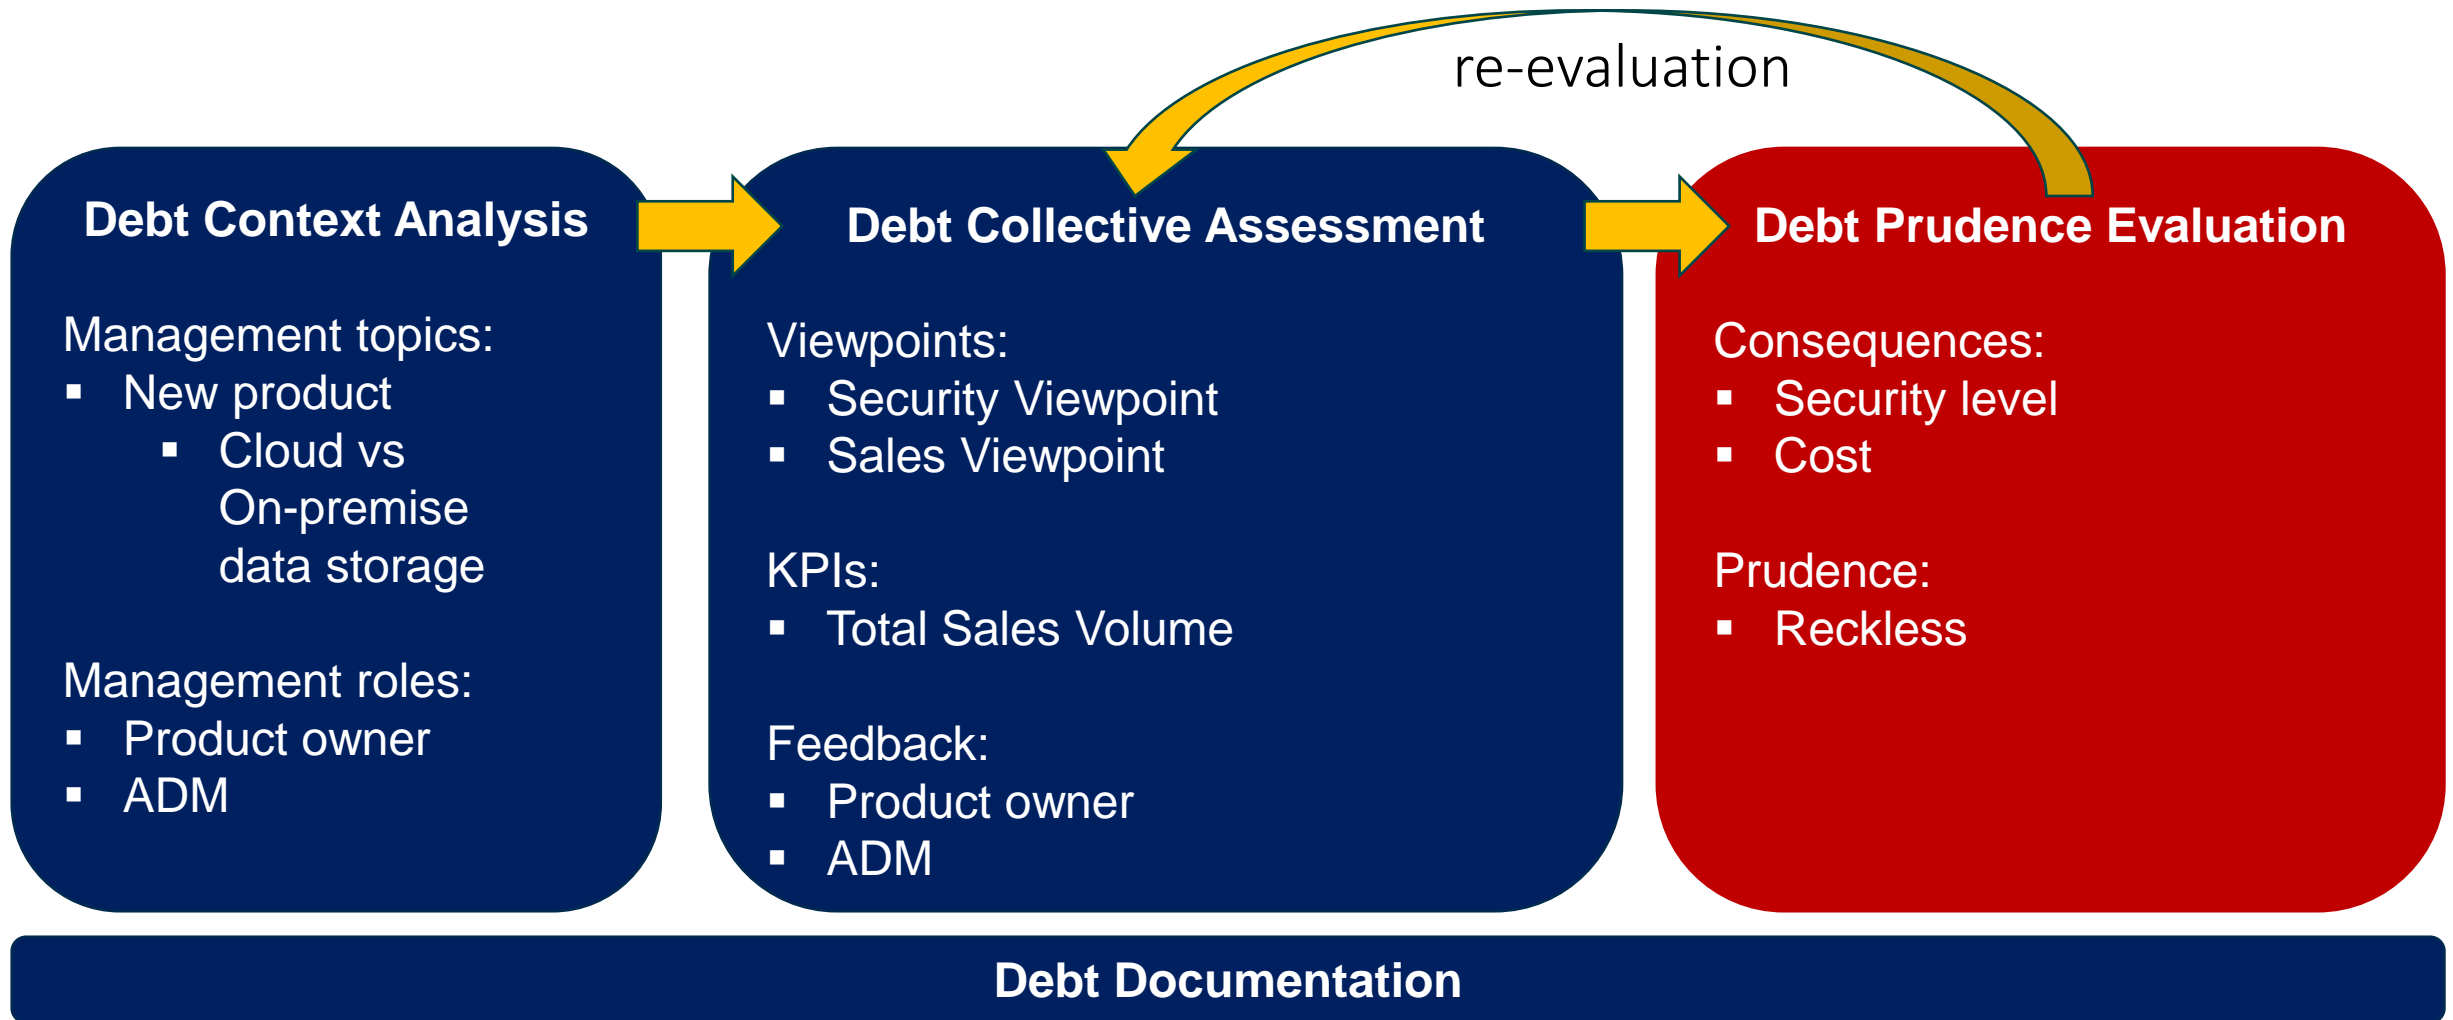 re-evaluation
Debt Context Analysis
Management topics:
▪ New product
▪ Cloud vs
On-premise
data storage
Management roles:
▪ Product owner
▪ ADM
Debt Collective Assessment
Viewpoints:
▪ Security Viewpoint
▪ Sales Viewpoint
KPIs:
▪ Total Sales Volume
Feedback:
▪ Product owner
▪ ADM
Debt Prudence Evaluation
Consequences:
▪ Security level
▪ Cost
Prudence:
▪ Reckless
Debt Documentation